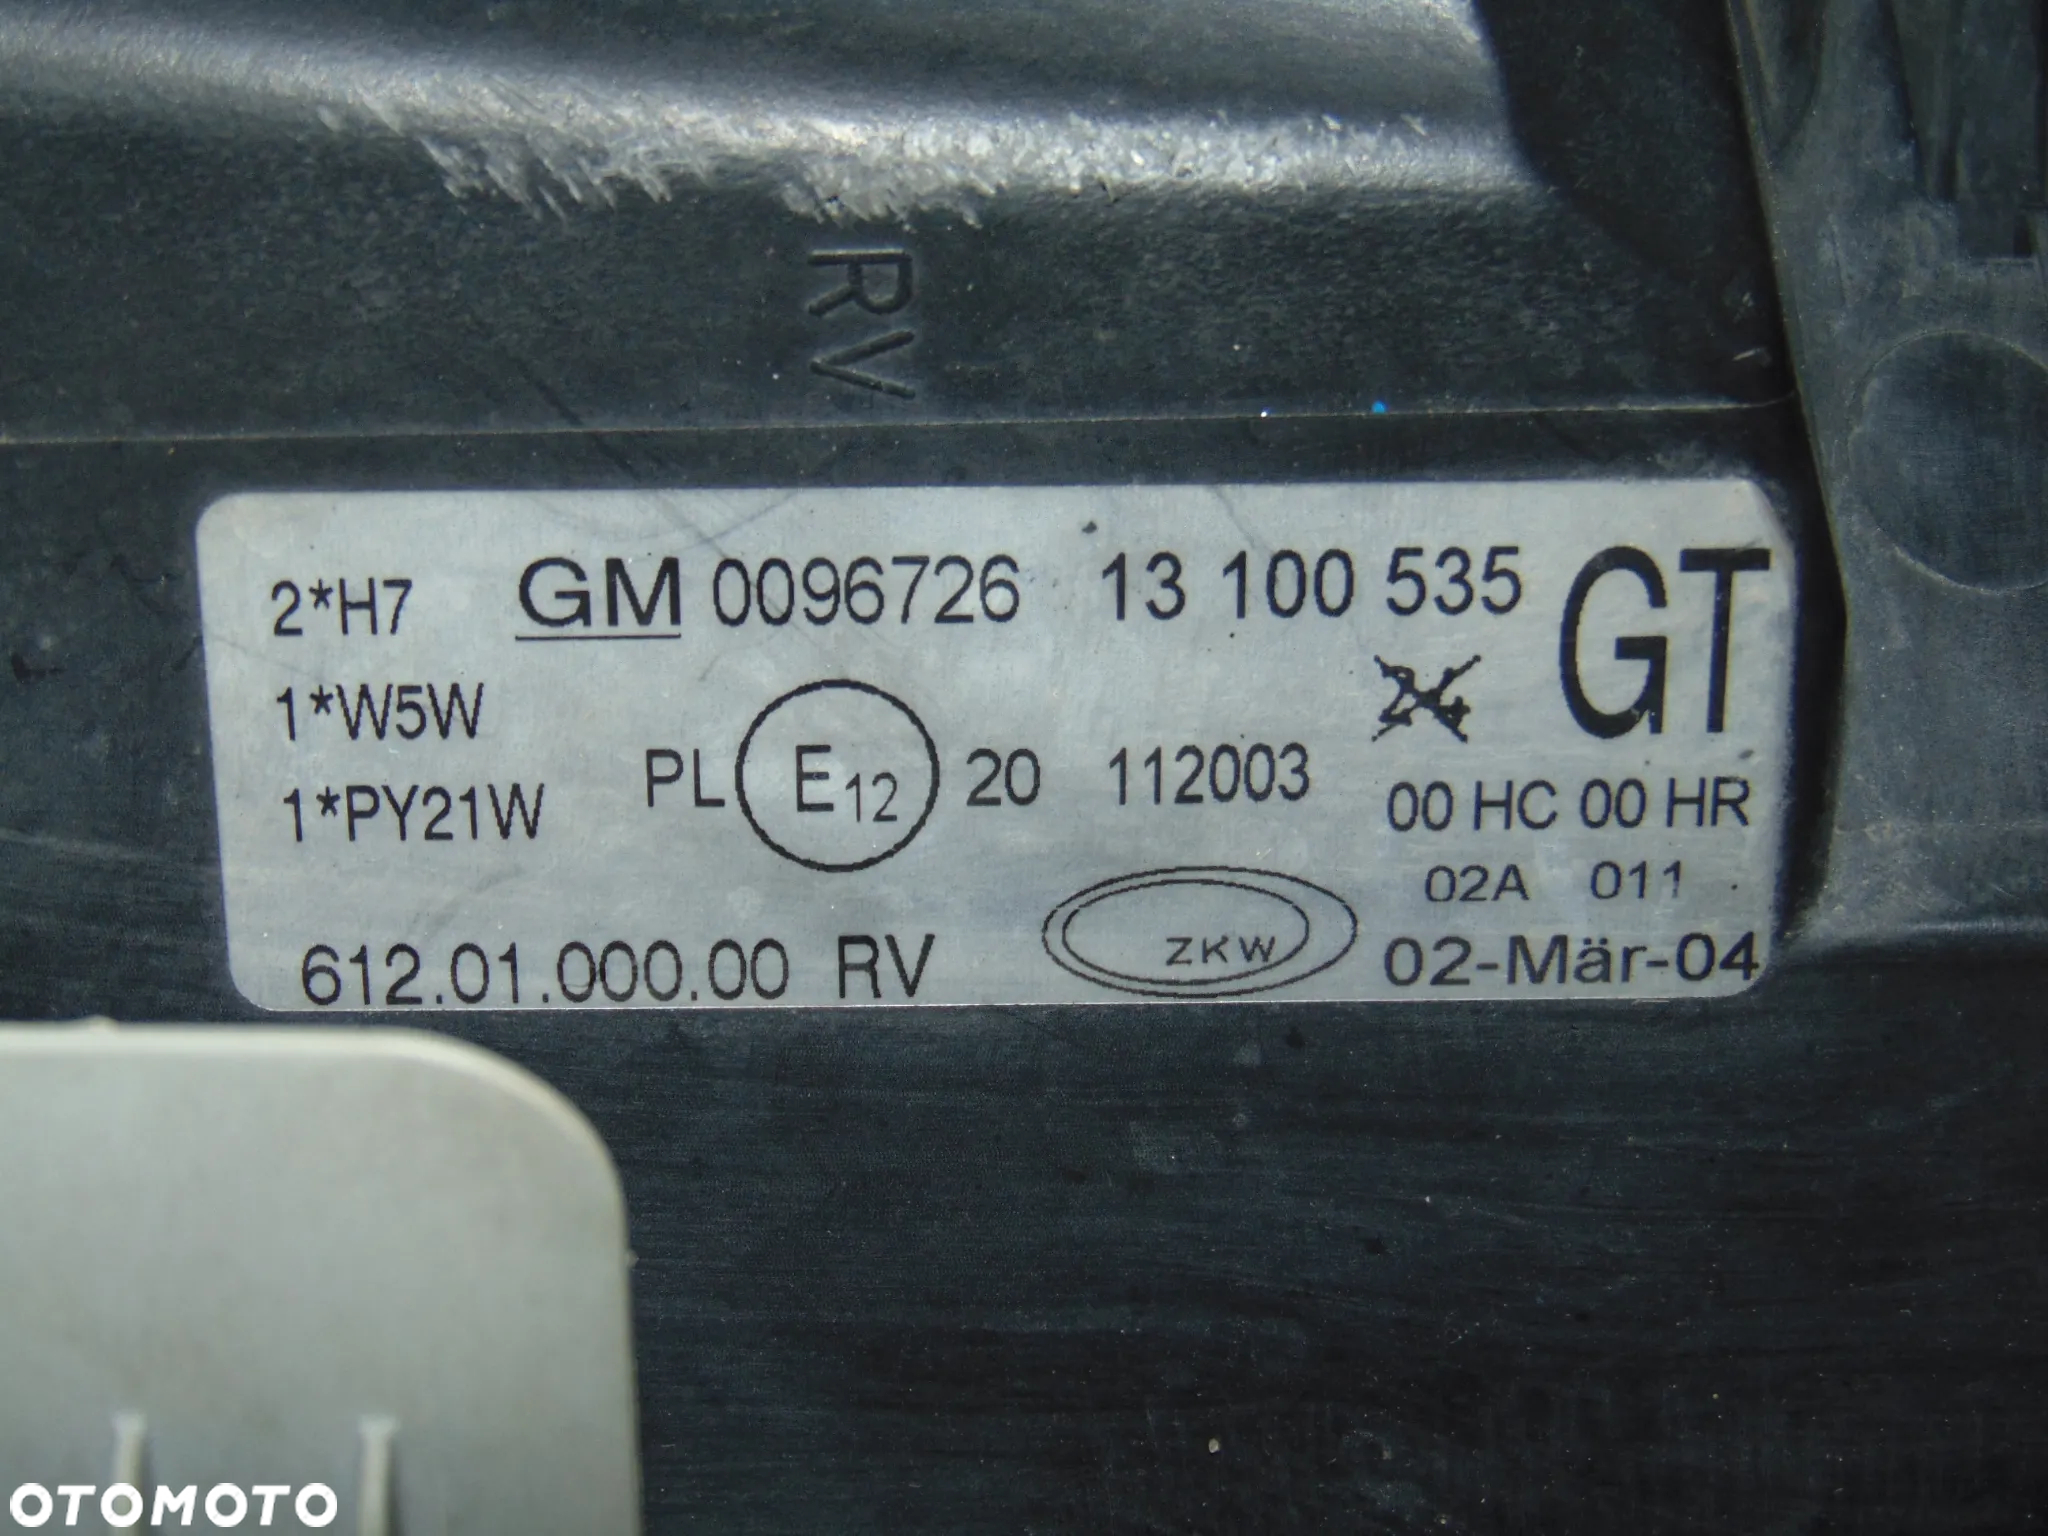 RV
2*H7 GM 0096726 13 100 535 GT
1*W5W
1*PY21W PL E12 20 112003 00 HC 00 HR
02A 011
612.01.000.00 RV ZKW 02-Mär-04
OTOMOTO